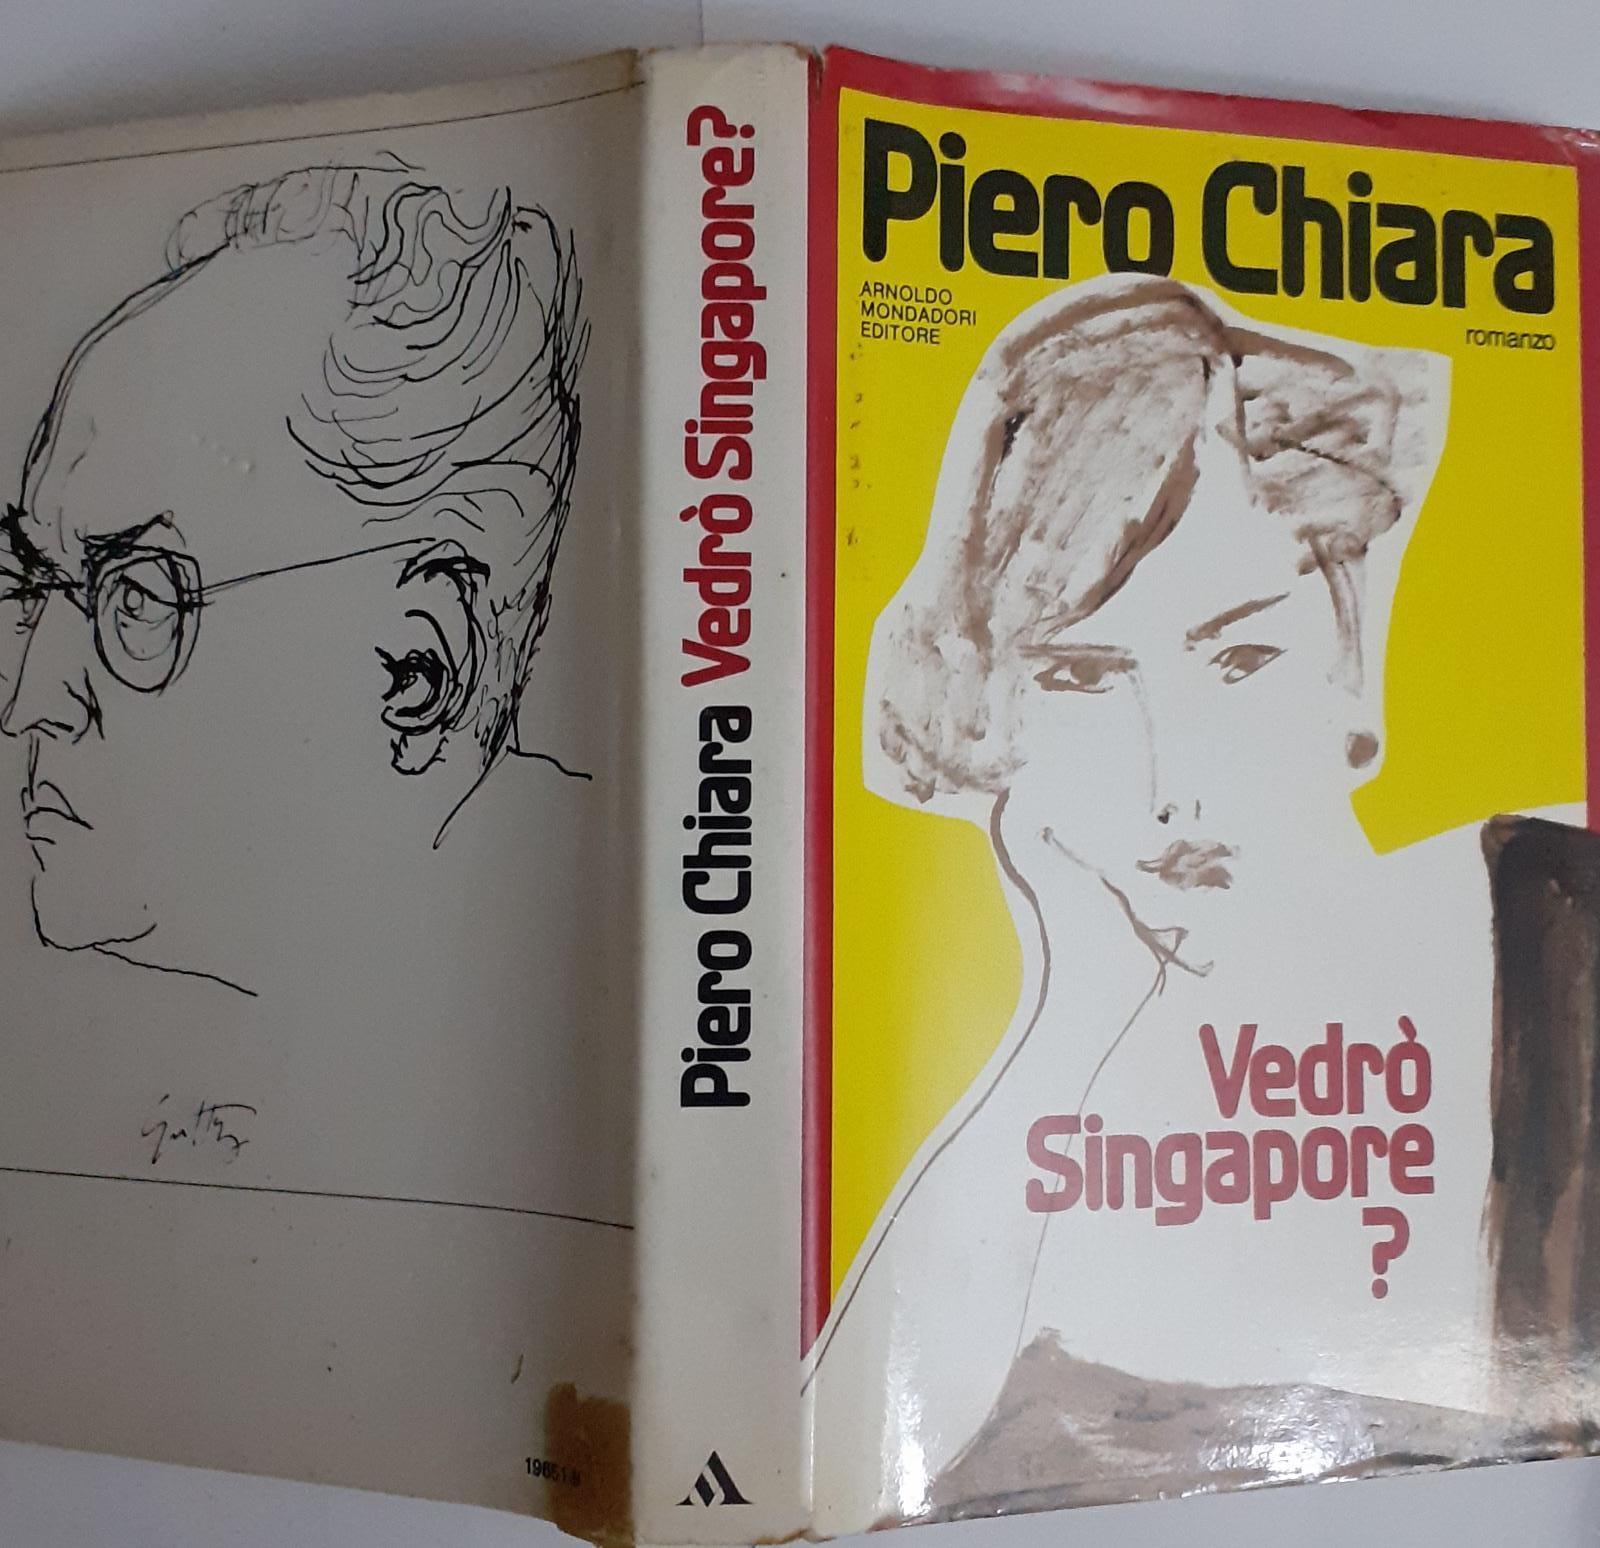 Piero Chiara Vedrò Singapore?
Piero Chiara
ARNOLDO
MONDADORI
EDITORE
romanzo
Vedrò
Singapore
?